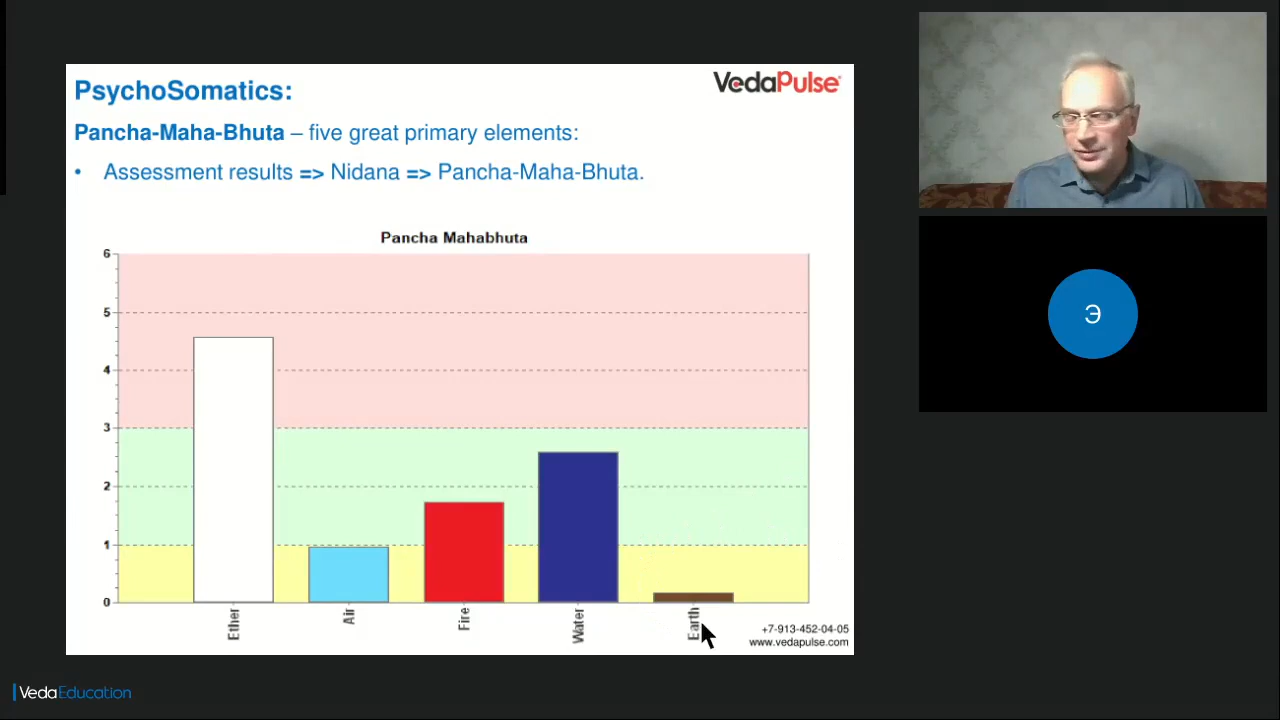 PsychoSomatics:
VedaPulse
Pancha-Maha-Bhuta – five great primary elements:
• Assessment results => Nidana => Pancha-Maha-Bhuta.
Pancha Mahabhuta
6
5
4
3
2
1
0
Ether
Air
Fire
Water
Earth
+7-913-452-04-05
www.vedapulse.com
Э
VedaEducation